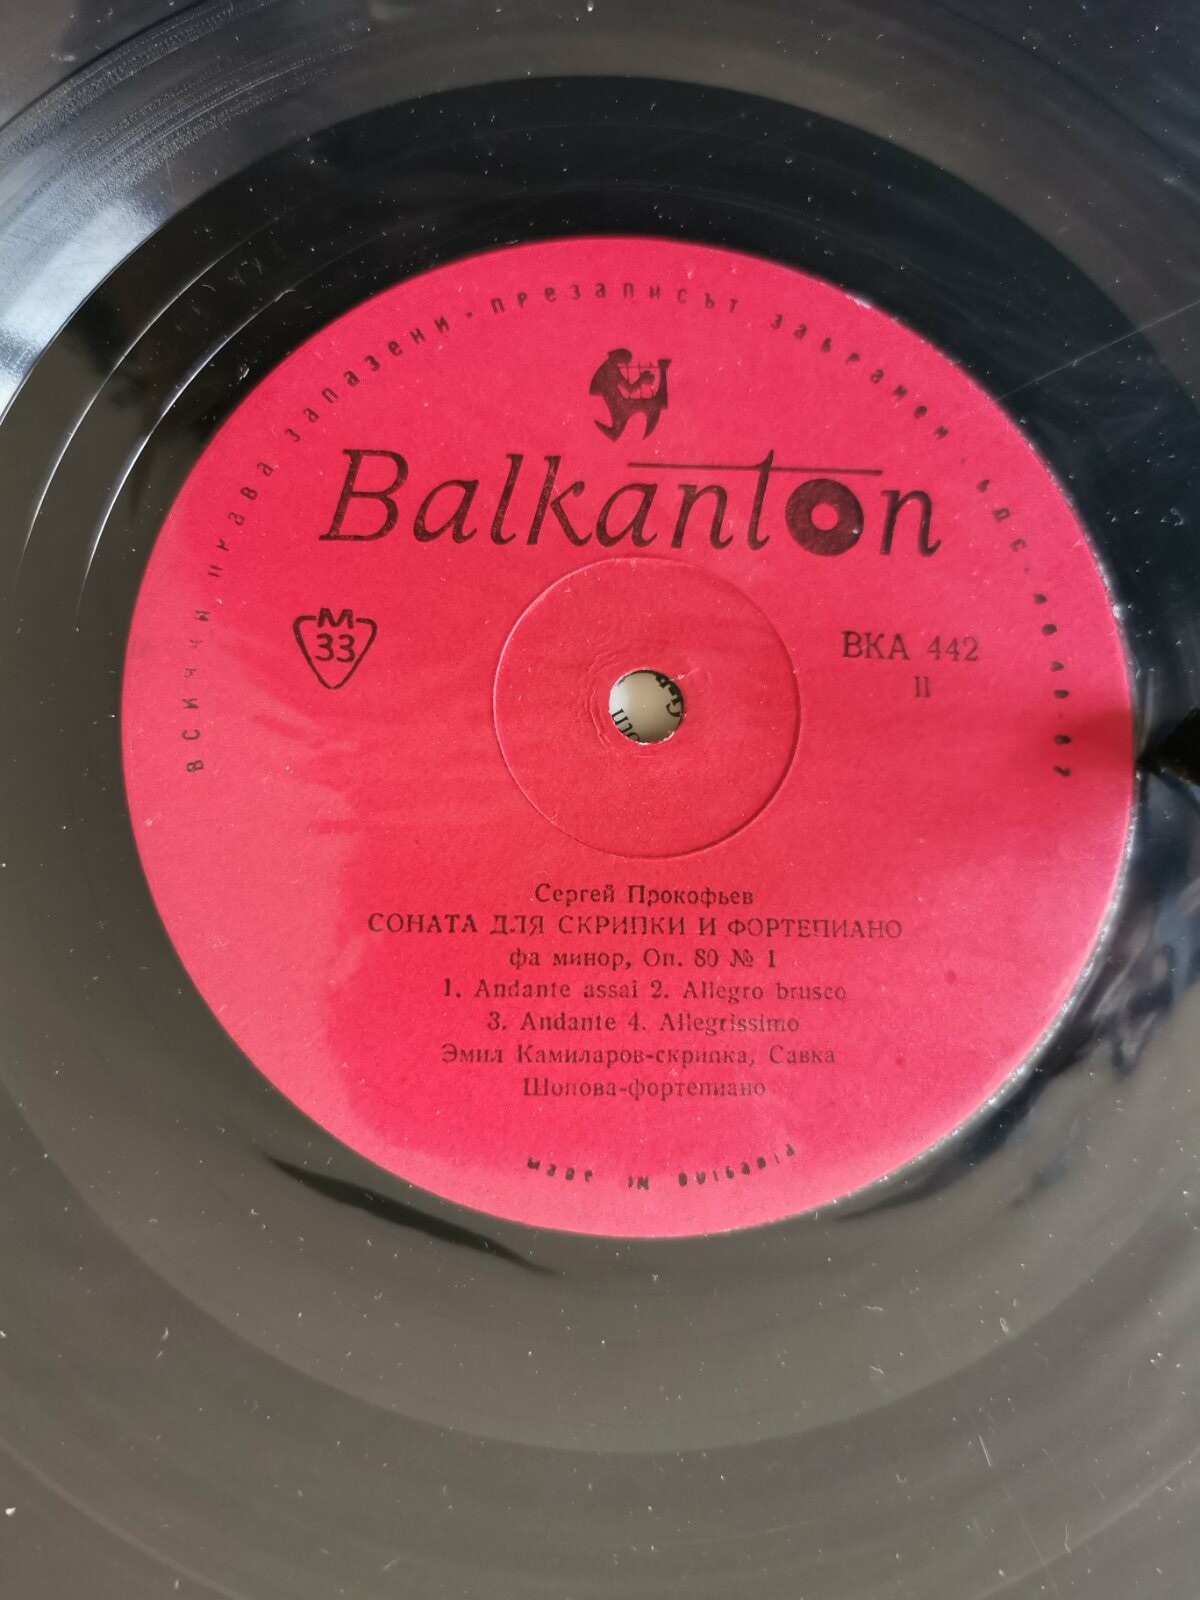 всички права запазени • презаписът забранен • бдс •
Balkanton
М
33
ВКА 442
II
Сергей Прокофьев
СОНАТА ДЛЯ СКРИПКИ И ФОРТЕПИАНО
фа минор, Оп. 80 № 1
1. Andante assai 2. Allegro brusco
3. Andante 4. Allegrissimo
Эмил Камиларов-скрипка, Савка
Шопова-фортепиано
made in bulgaria